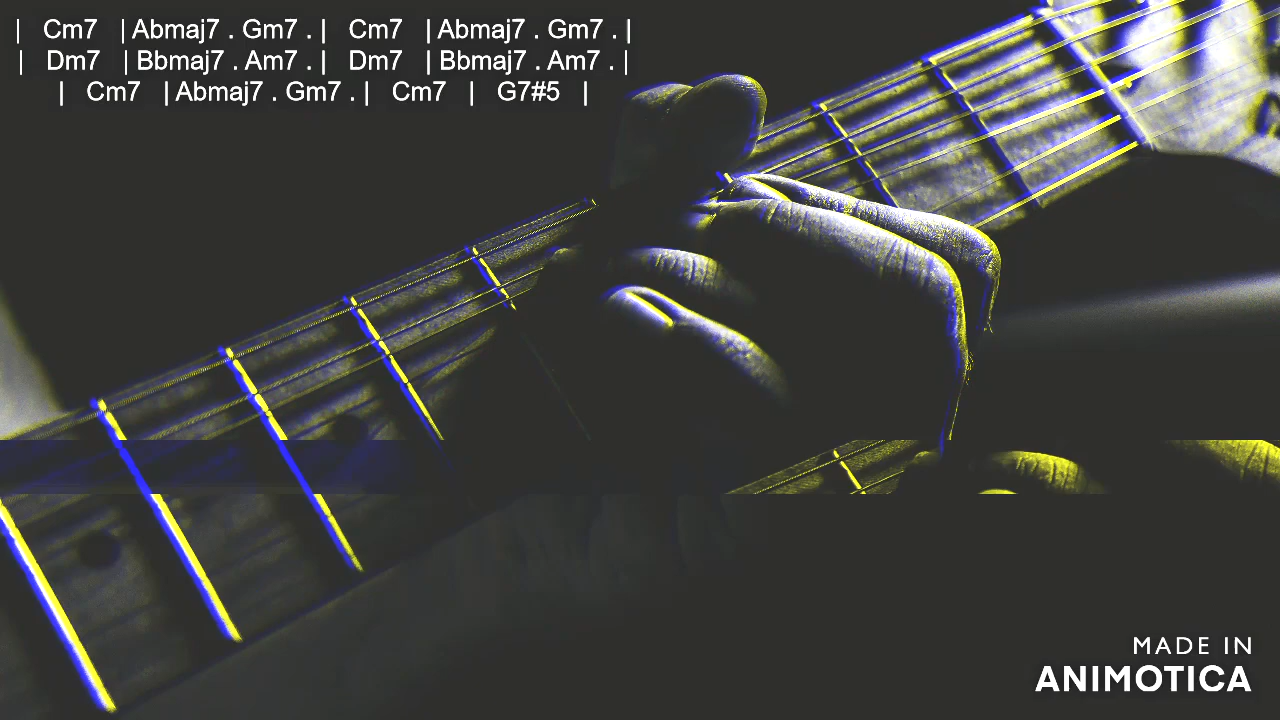 | Cm7 | Abmaj7 . Gm7 . | Cm7 | Abmaj7 . Gm7 . |
| Dm7 | Bbmaj7 . Am7 . | Dm7 | Bbmaj7 . Am7 . |
| Cm7 | Abmaj7 . Gm7 . | Cm7 | G7#5 |
MADE IN
ANIMOTICA